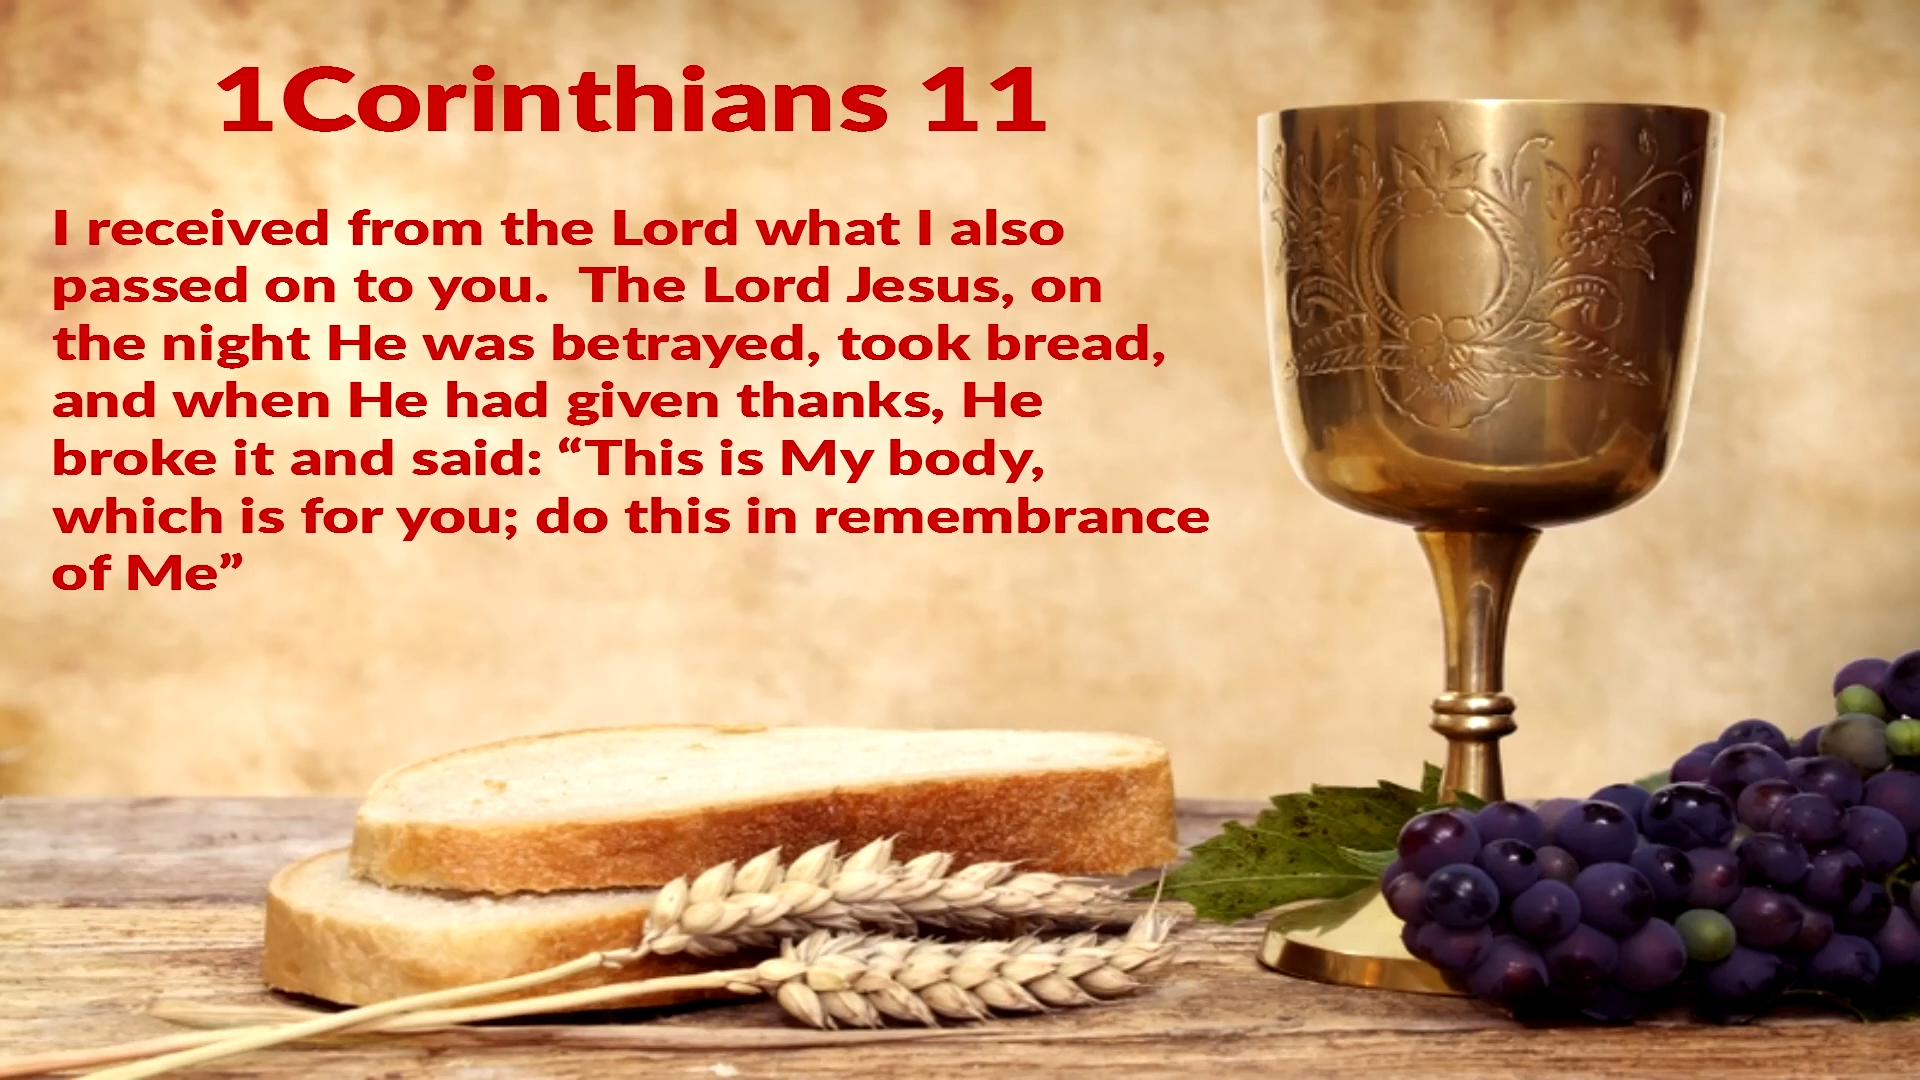 1Corinthians 11
I received from the Lord what I also
passed on to you.  The Lord Jesus, on
the night He was betrayed, took bread,
and when He had given thanks, He
broke it and said: “This is My body,
which is for you; do this in remembrance
of Me”